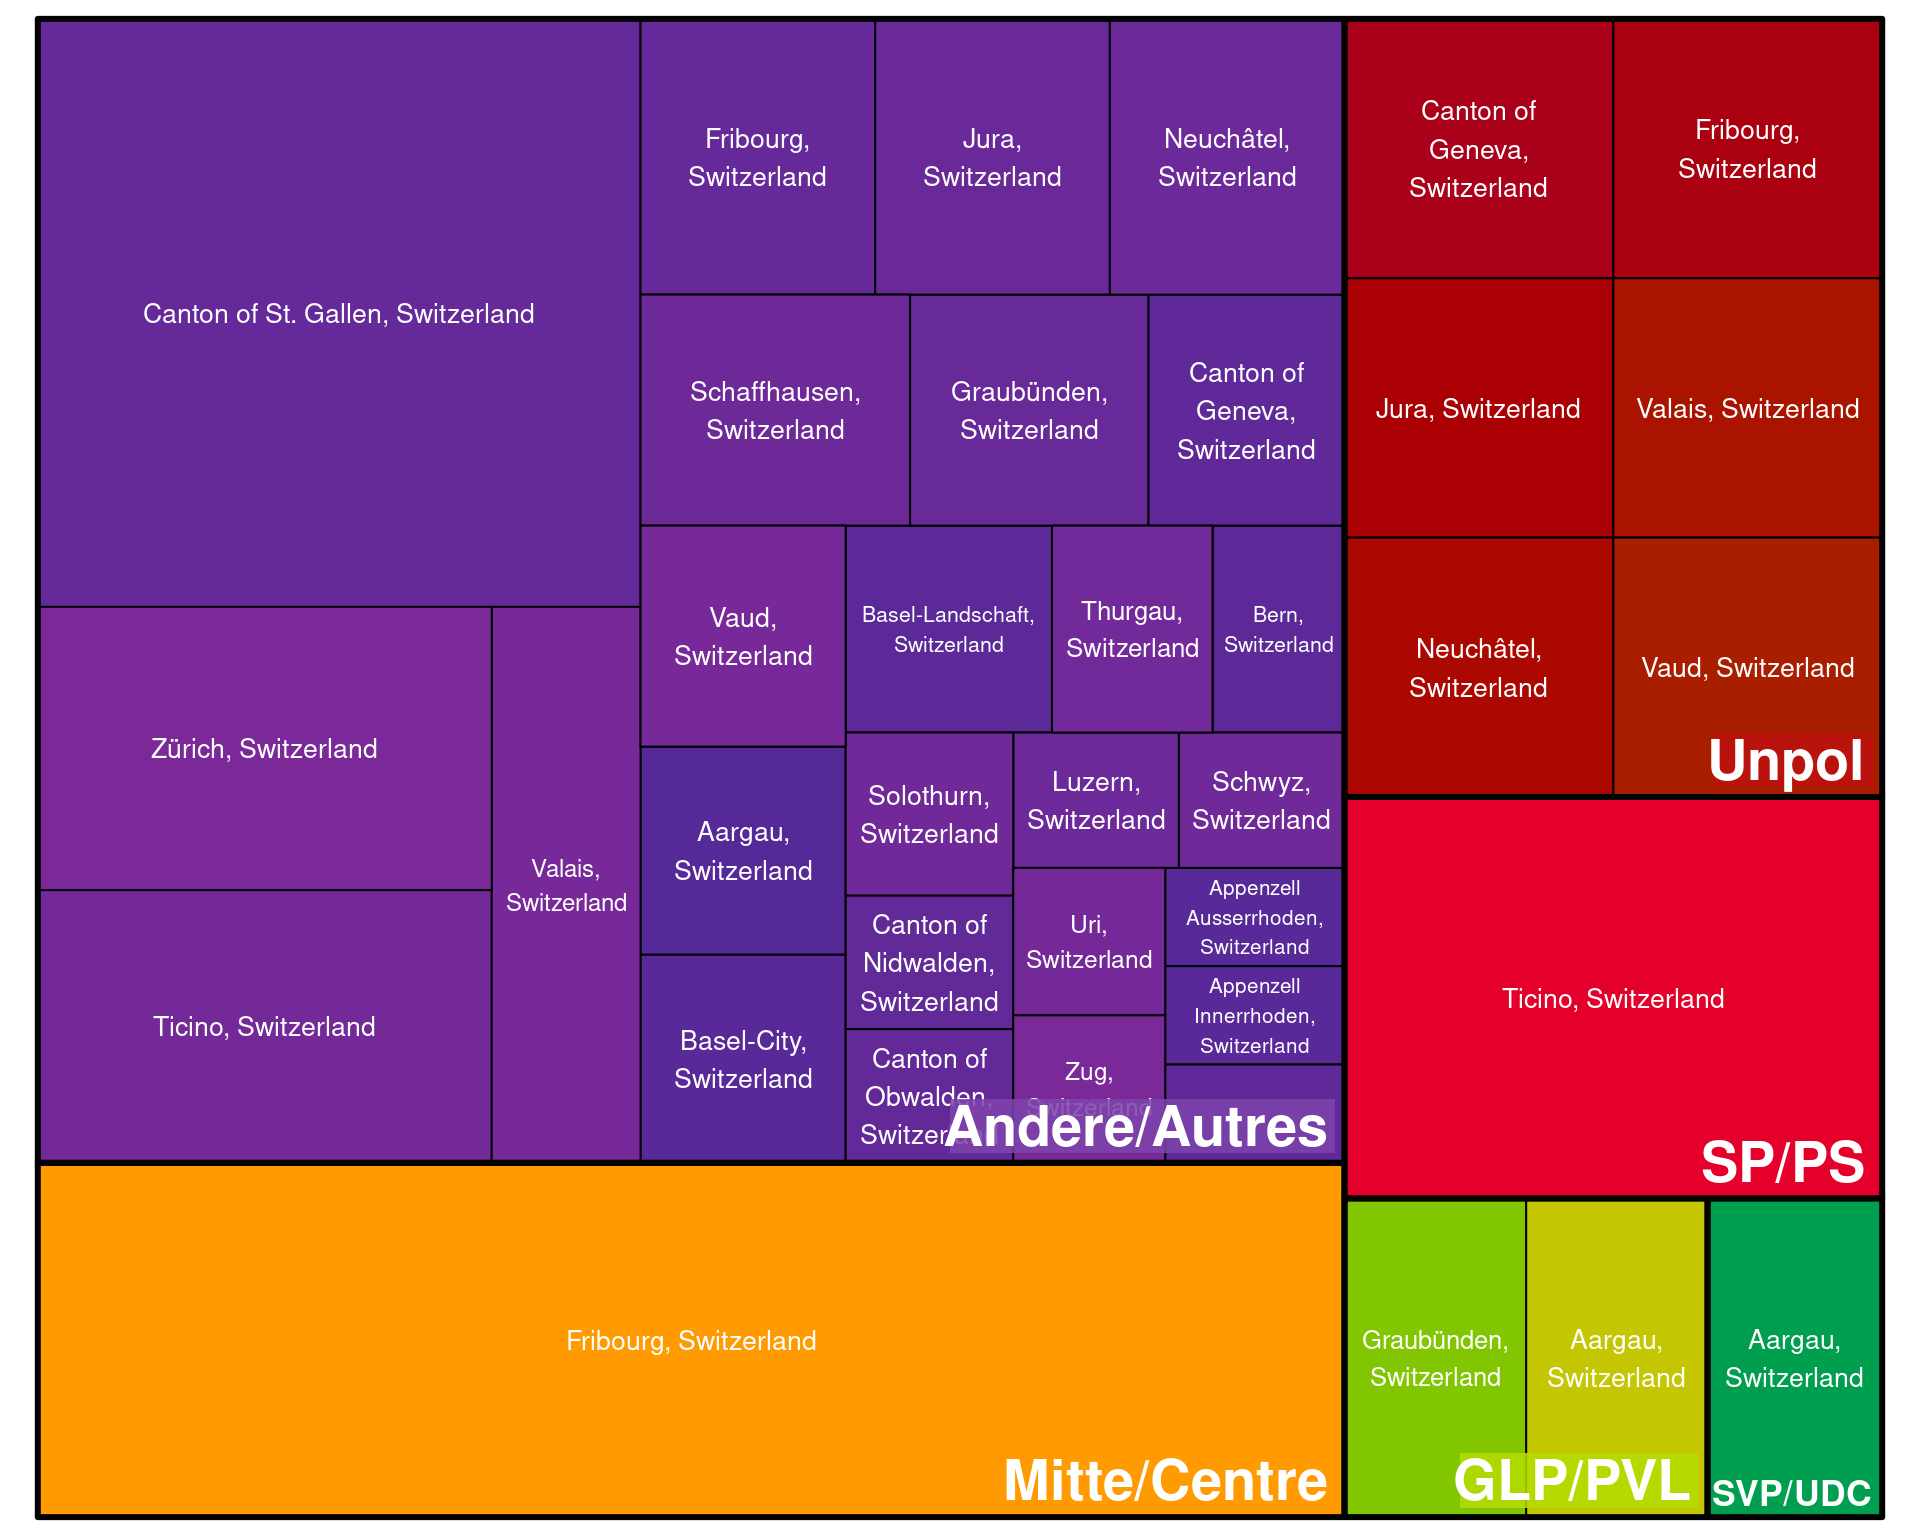 Canton of St. Gallen, Switzerland
Fribourg,
Switzerland
Jura,
Switzerland
Neuchâtel,
Switzerland
Schaffhausen,
Switzerland
Graubünden,
Switzerland
Canton of
Geneva,
Switzerland
Zürich, Switzerland
Ticino, Switzerland
Valais,
Switzerland
Vaud,
Switzerland
Basel-Landschaft,
Switzerland
Thurgau,
Switzerland
Bern,
Switzerland
Aargau,
Switzerland
Basel-City,
Switzerland
Solothurn,
Switzerland
Luzern,
Switzerland
Schwyz,
Switzerland
Canton of
Nidwalden,
Switzerland
Canton of
Obwalden,
Switzerland
Uri,
Switzerland
Zug,
Switzerland
Appenzell
Ausserrhoden,
Switzerland
Appenzell
Innerrhoden,
Switzerland
Andere/Autres
Fribourg, Switzerland
Mitte/Centre
Canton of
Geneva,
Switzerland
Fribourg,
Switzerland
Jura, Switzerland
Valais, Switzerland
Neuchâtel,
Switzerland
Vaud, Switzerland
Unpol
Ticino, Switzerland
SP/PS
Graubünden,
Switzerland
Aargau,
Switzerland
GLP/PVL
Aargau,
Switzerland
SVP/UDC